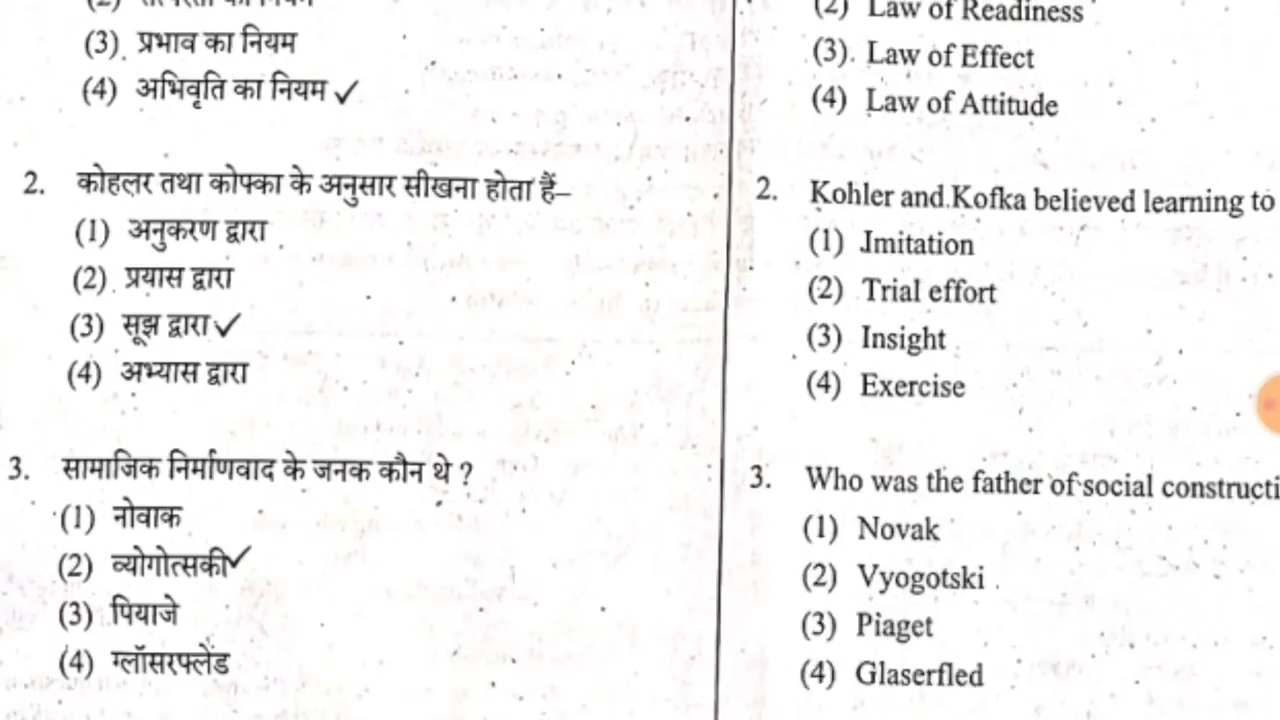 (3) प्रभाव का नियम
(4) अभिवृति का नियम ✓
2. कोहलर तथा कोफ्का के अनुसार सीखना होता हैं–
(1) अनुकरण द्वारा
(2) प्रयास द्वारा
(3) सूझ द्वारा ✓
(4) अभ्यास द्वारा
3. सामाजिक निर्माणवाद के जनक कौन थे ?
(1) नोवाक
(2) व्योगोत्सकी ✓
(3) पियाजे
(4) ग्लॉसरफ्लेंड
(2) Law of Readiness
(3) Law of Effect
(4) Law of Attitude
2. Kohler and Kofka believed learning to
(1) Imitation
(2) Trial effort
(3) Insight
(4) Exercise
3. Who was the father of social constructi
(1) Novak
(2) Vyogotski
(3) Piaget
(4) Glaserfled